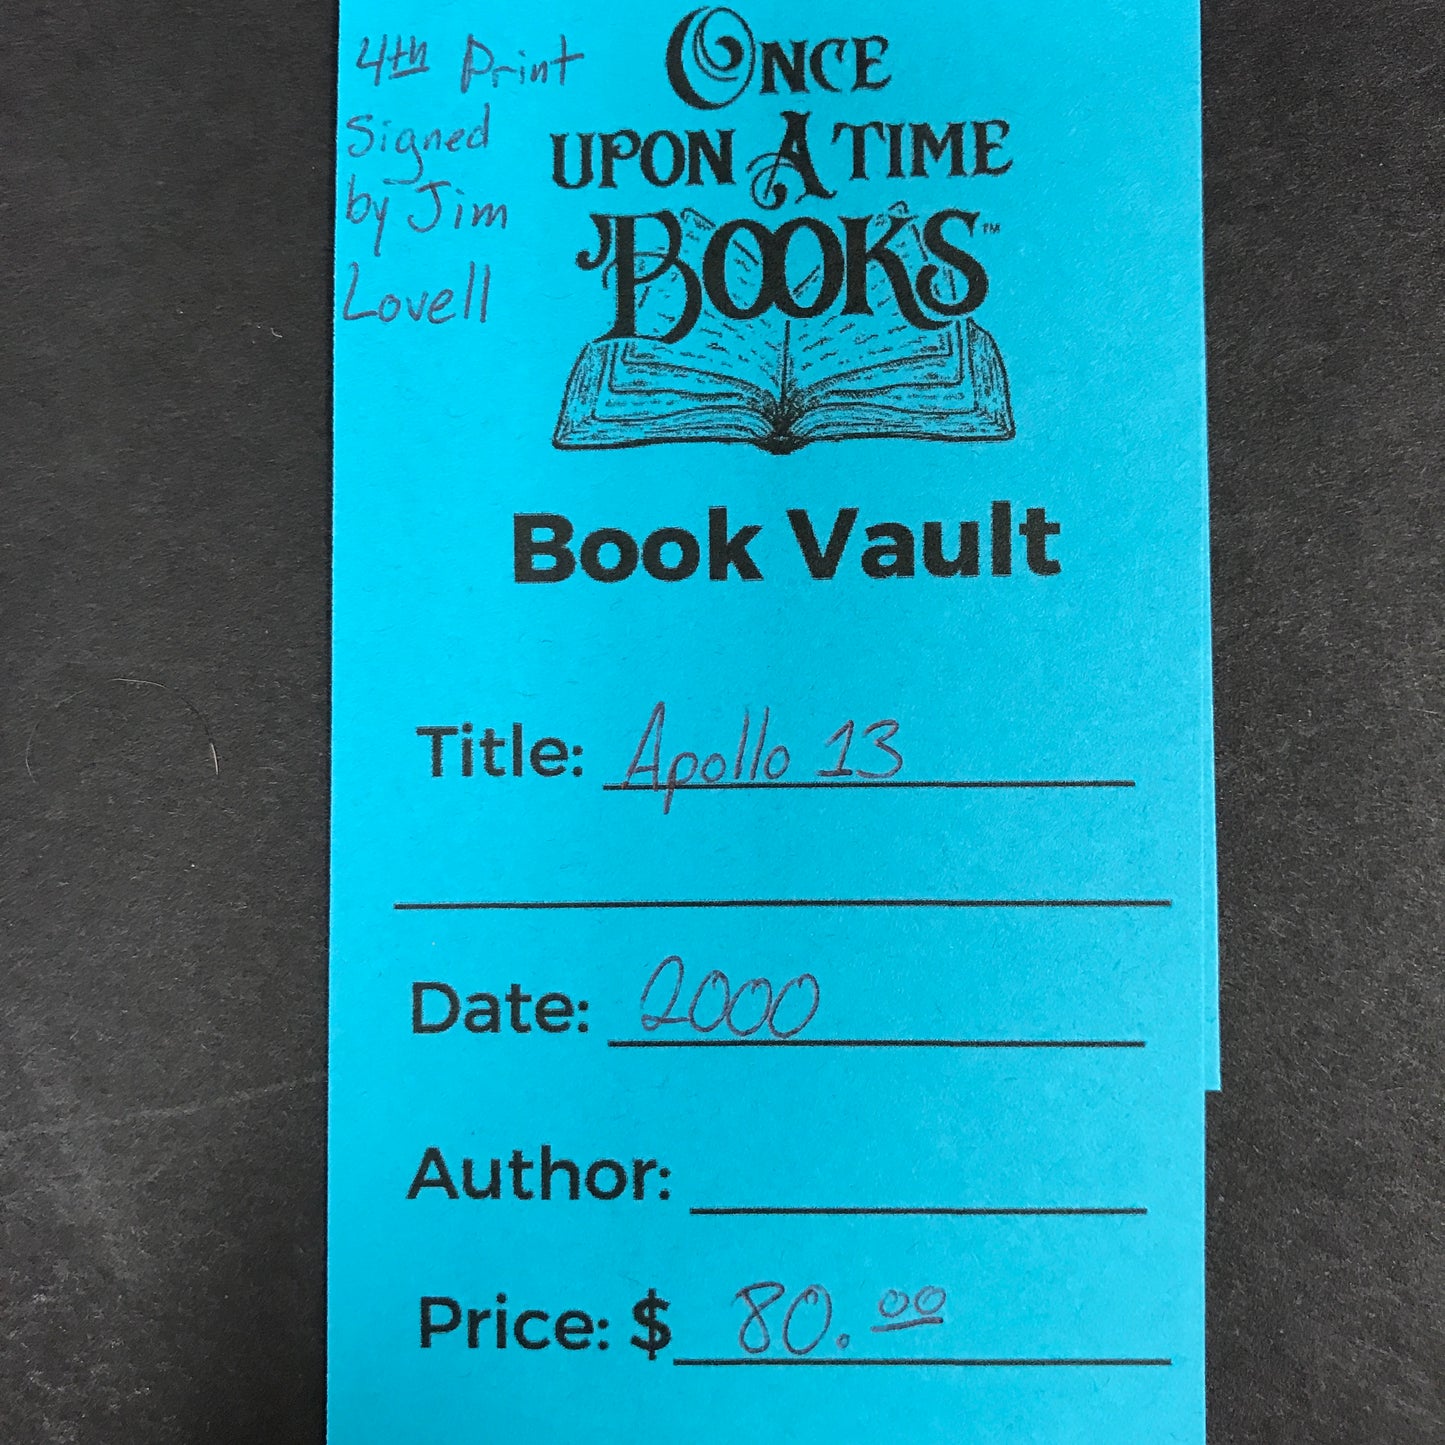 4th Print
Signed
by Jim
Lovell
ONCE
UPON A TIME
BOOKS™
Book Vault
Title: Apollo 13
Date: 2000
Author:
Price: $ 80.00